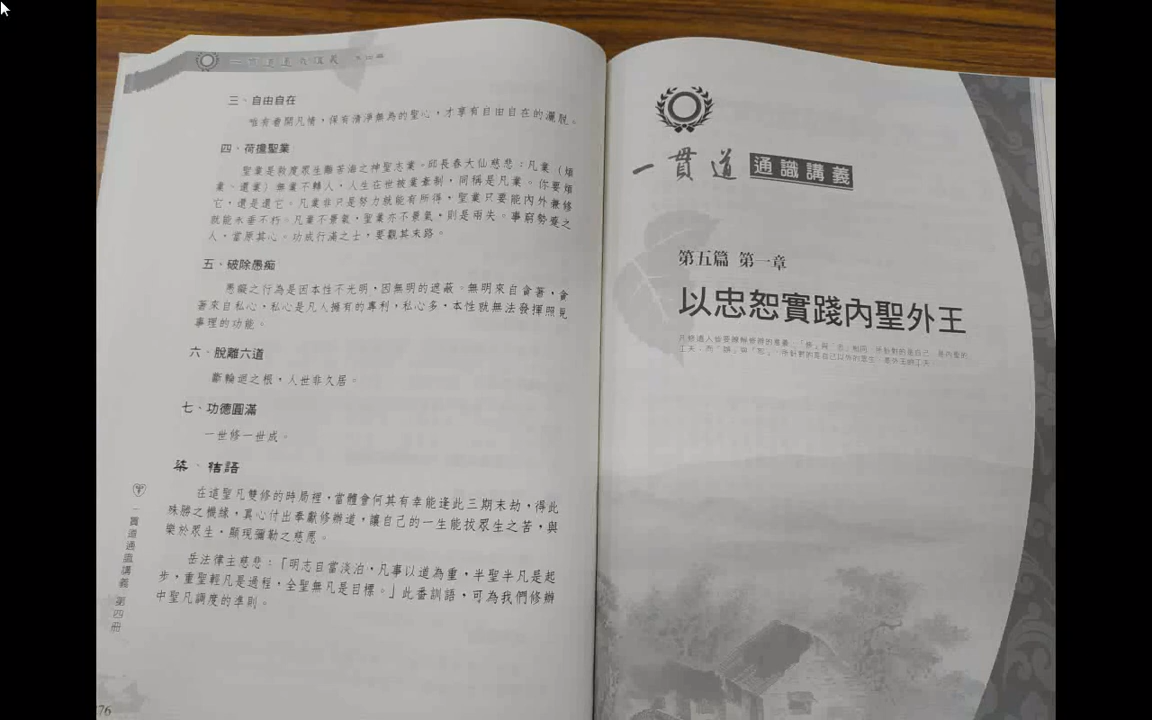 一貫道通識講義
三、自由自在
唯有看開凡情，保有清淨無為的聖心，才享有自由自在的灑脫。
四、荷擔聖業
聖業是救度眾生離苦海之神聖志業。邱長春大仙慈悲：凡業（煩
業、還業）無業不轉人，人生在世被業牽制，同稱是凡業。你要煩
它，還是還它。凡業非只是努力就能有所得，聖業只要能內外兼修
就能永垂不朽。凡業不景氣，聖業亦不景氣，則是兩失。事窮勢蹙之
人，當原其心。功成行滿之士，要觀其末路。
五、破除愚痴
愚癡之行為是因本性不光明，因無明的遮蔽。無明來自貪著，貪
著來自私心，私心是凡人擁有的專利，私心多，本性就無法發揮照見
事理的功能。
六、脫離六道
斷輪迴之根，人世非久居。
七、功德圓滿
一世修一世成。
柒、結語
在這聖凡雙修的時局裡，當體會何其有幸能逢此三期末劫，得此
殊勝之機緣，真心付出奉獻修辦道，讓自己的一生能拔眾生之苦，與
樂於眾生，顯現彌勒之慈愿。
岳法律主慈悲：「明志自當淡泊，凡事以道為重，半聖半凡是起
步，重聖輕凡是過程，全聖無凡是目標。」此番訓語，可為我們修辦
中聖凡調度的準則。
一貫道通識講義 第四冊
76
一貫道 通識講義
第五篇 第一章
以忠恕實踐內聖外王